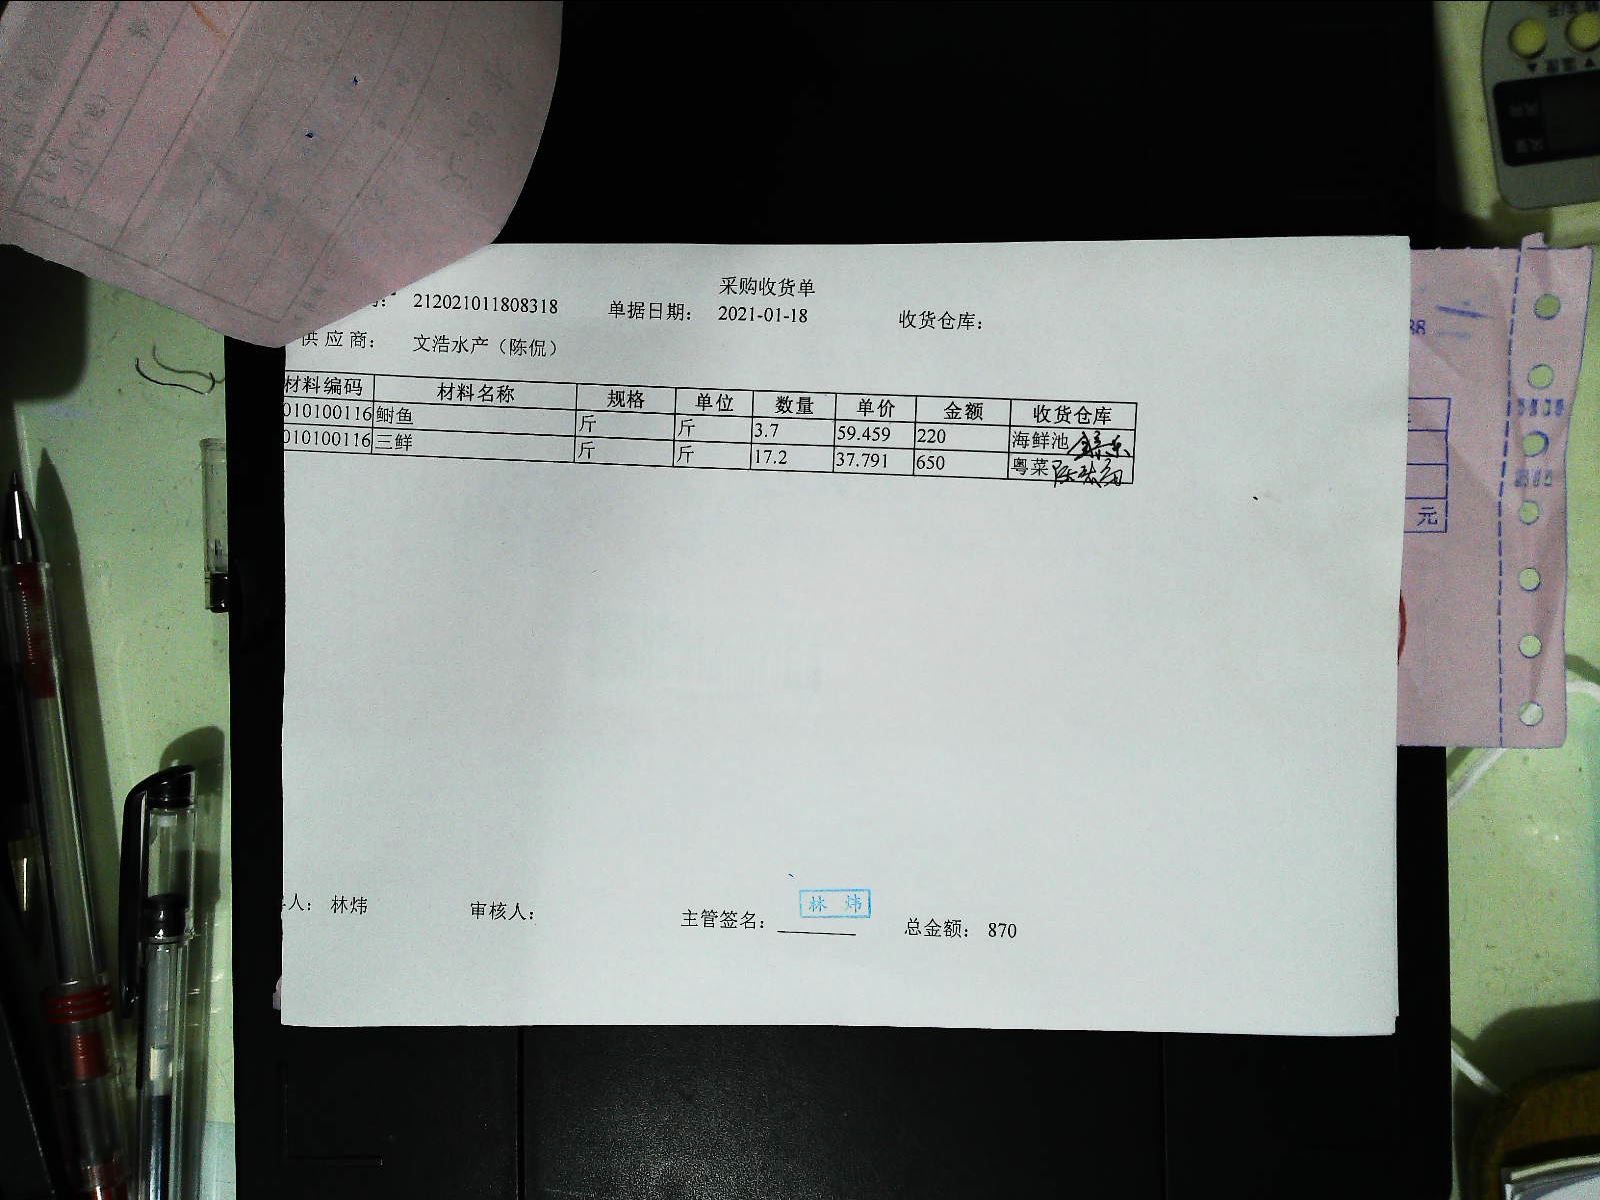 采购收货单
212021011808318 单据日期： 2021-01-18 收货仓库：
供 应 商： 文浩水产（陈侃）
材料编码 材料名称 规格 单位 数量 单价 金额 收货仓库
010100116 鲥鱼 斤 斤 3.7 59.459 220 海鲜池
010100116 三鲜 斤 斤 17.2 37.791 650 粤菜
人： 林炜 审核人： 主管签名： 林 炜 总金额： 870
38
元